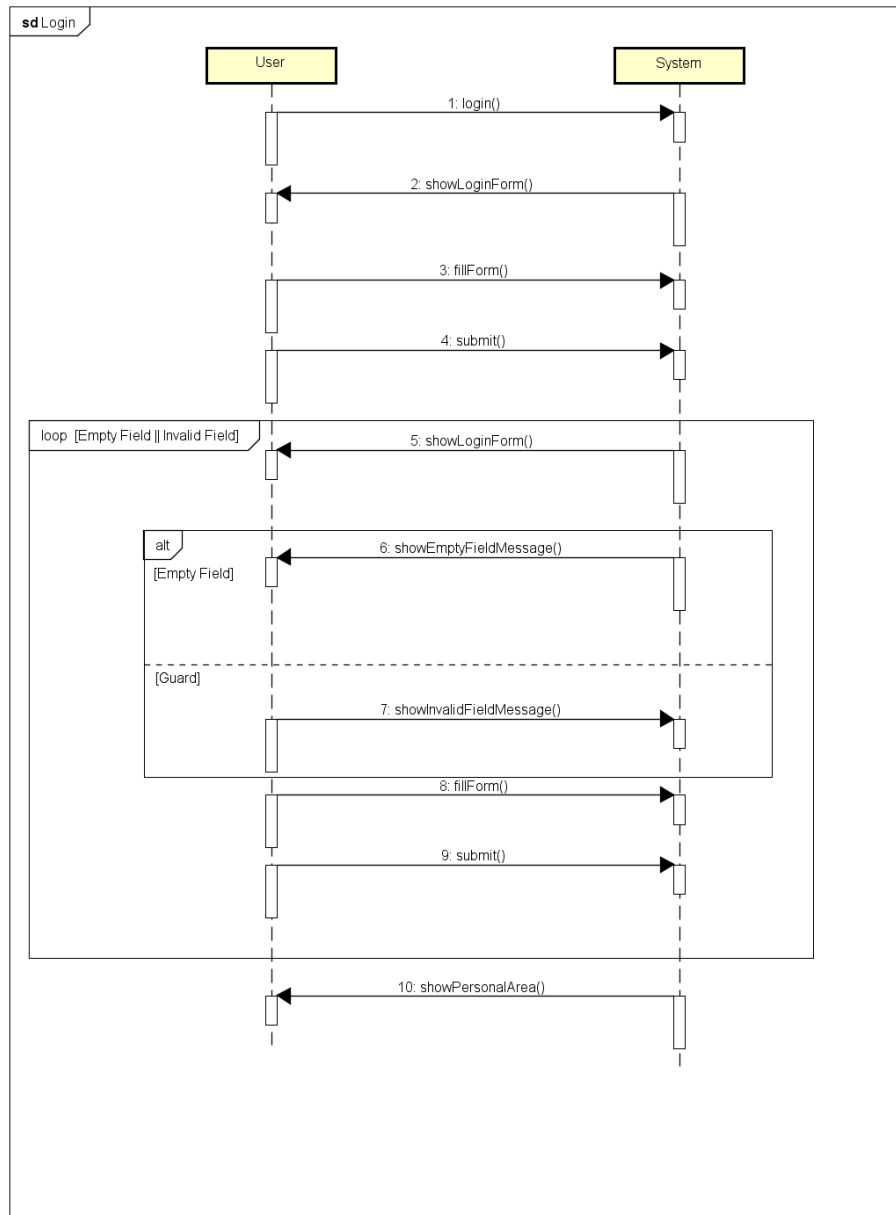 sd Login
User
System
1: login()
2: showLoginForm()
3: fillForm()
4: submit()
loop [Empty Field || Invalid Field]
5: showLoginForm()
alt
6: showEmptyFieldMessage()
[Empty Field]
[Guard]
7: showInvalidFieldMessage()
8: fillForm()
9: submit()
10: showPersonalArea()